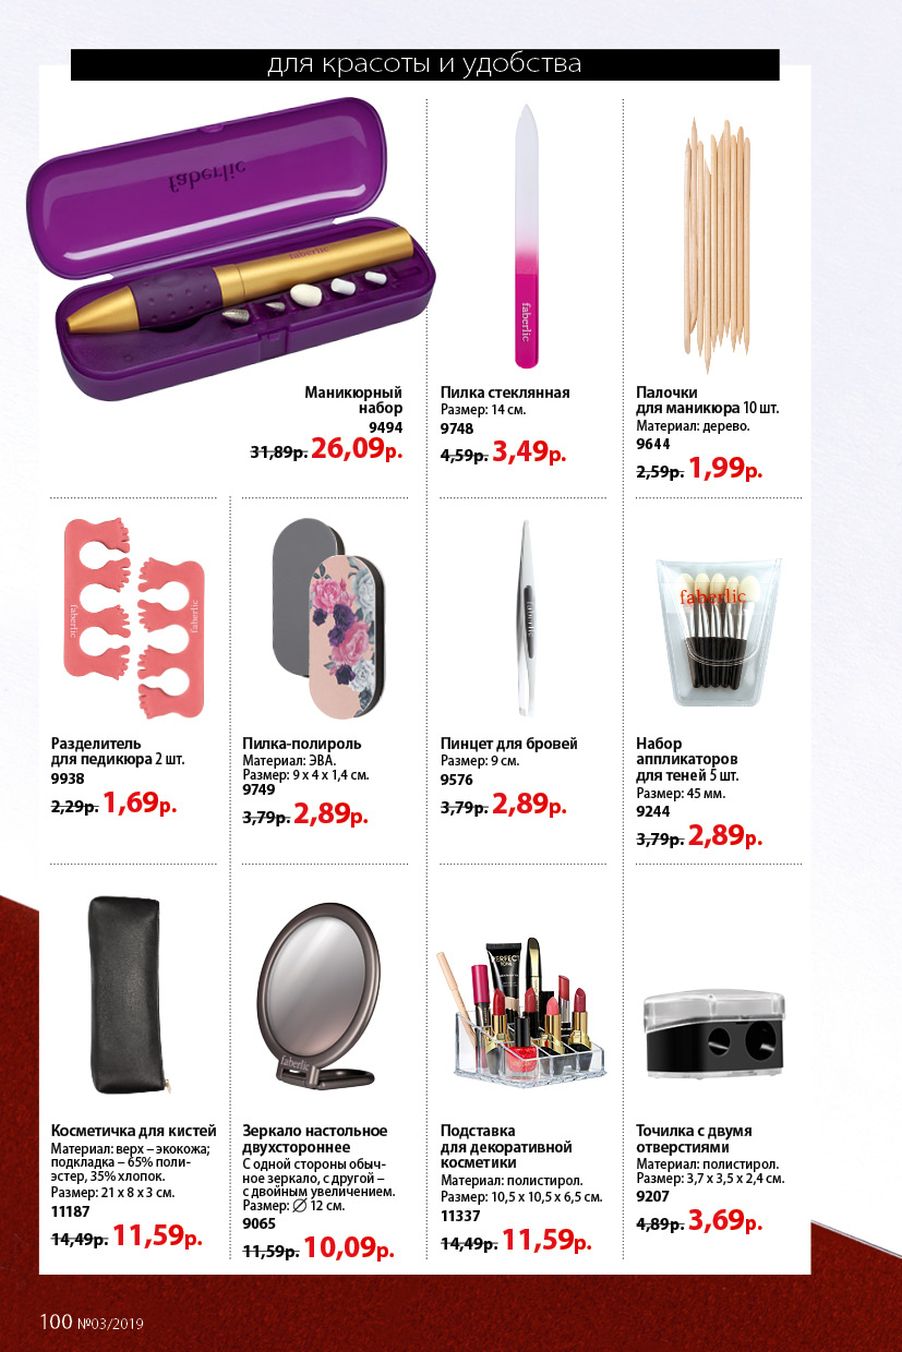 для красоты и удобства
faberlic
faberlic
faberlic
Маникюрный
набор
9494
31,89р. 26,09р.
Пилка стеклянная
Размер: 14 см.
9748
4,59р. 3,49р.
Палочки
для маникюра 10 шт.
Материал: дерево.
9644
2,59р. 1,99р.
faberlic
faberlic
faberlic
faberlic
Разделитель
для педикюра 2 шт.
9938
2,29р. 1,69р.
Пилка-полироль
Материал: ЭВА.
Размер: 9 х 4 х 1,4 см.
9749
3,79р. 2,89р.
Пинцет для бровей
Размер: 9 см.
9576
3,79р. 2,89р.
Набор
аппликаторов
для теней 5 шт.
Размер: 45 мм.
9244
3,79р. 2,89р.
PERFECT
TONE
faberlic
Косметичка для кистей
Материал: верх – экокожа;
подкладка – 65% поли-
эстер, 35% хлопок.
Размер: 21 х 8 х 3 см.
11187
14,49р. 11,59р.
Зеркало настольное
двухстороннее
С одной стороны обыч-
ное зеркало, с другой –
с двойным увеличением.
Размер: ∅ 12 см.
9065
11,59р. 10,09р.
Подставка
для декоративной
косметики
Материал: полистирол.
Размер: 10,5 х 10,5 х 6,5 см.
11337
14,49р. 11,59р.
Точилка с двумя
отверстиями
Материал: полистирол.
Размер: 3,7 х 3,5 х 2,4 см.
9207
4,89р. 3,69р.
100 №03/2019